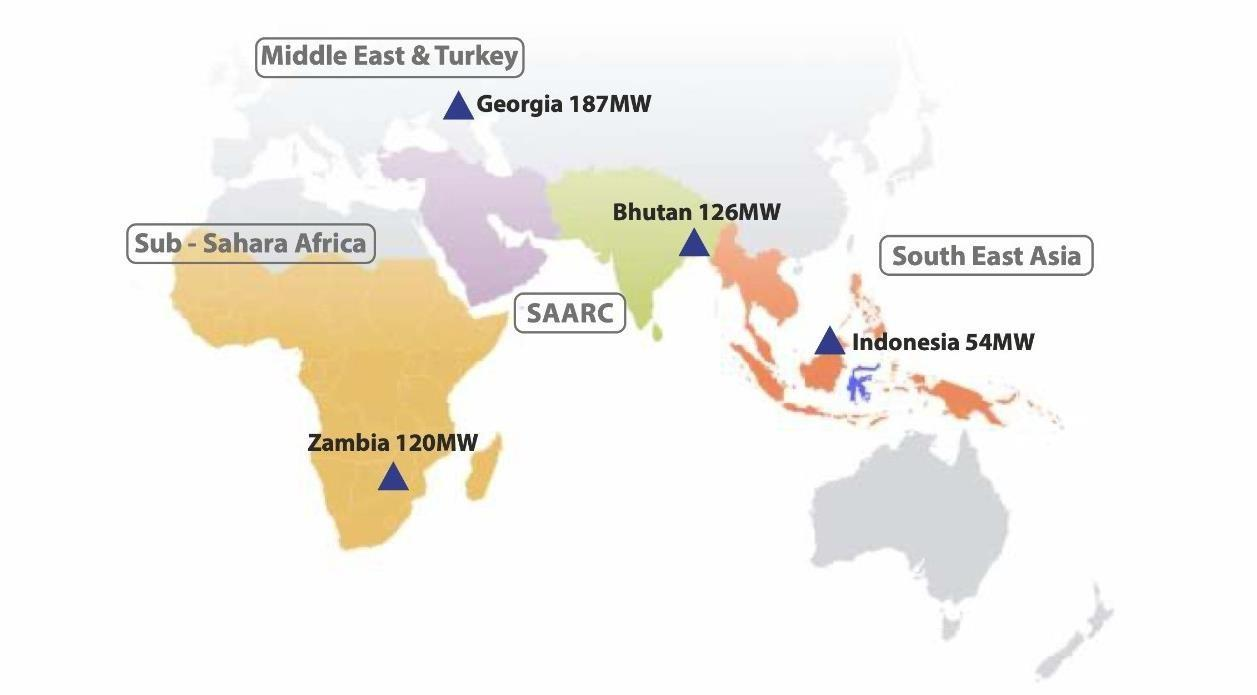 Middle East & Turkey
Georgia 187MW
Bhutan 126MW
Sub - Sahara Africa
South East Asia
SAARC
Indonesia 54MW
Zambia 120MW